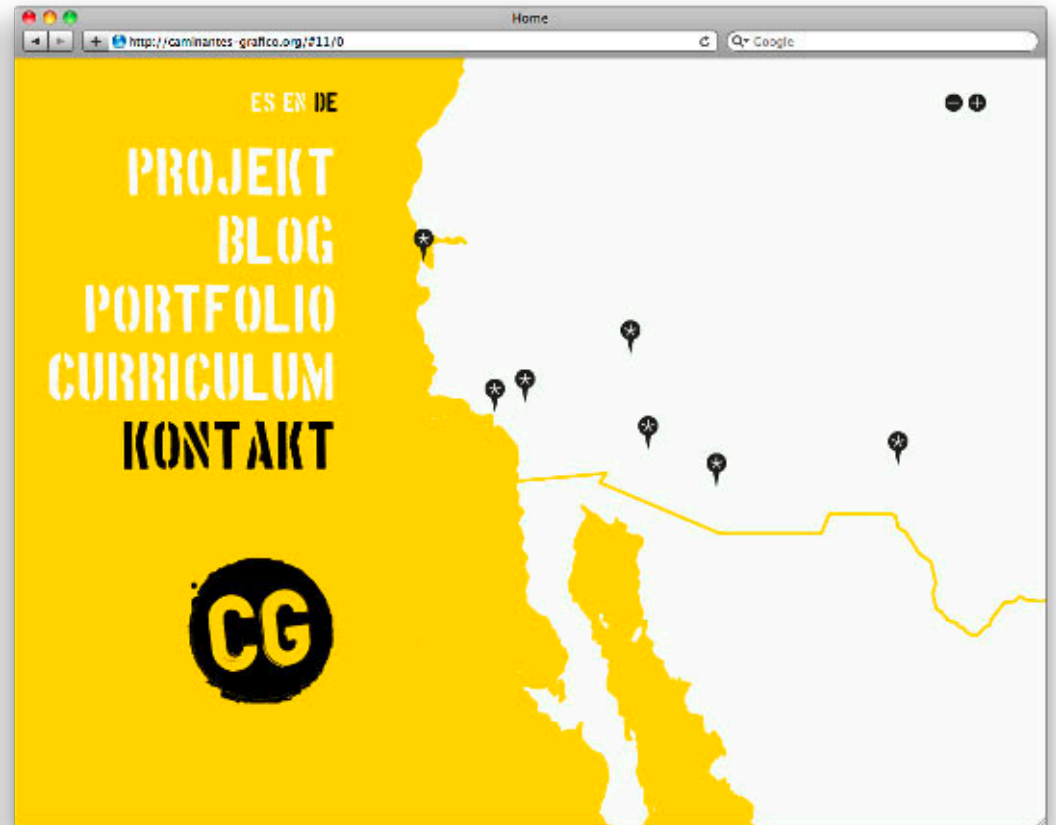 Home
http://caminantes-grafico.org/#11/0
Google
ES EN DE
PROJEKT
BLOG
PORTFOLIO
CURRICULUM
KONTAKT
CG